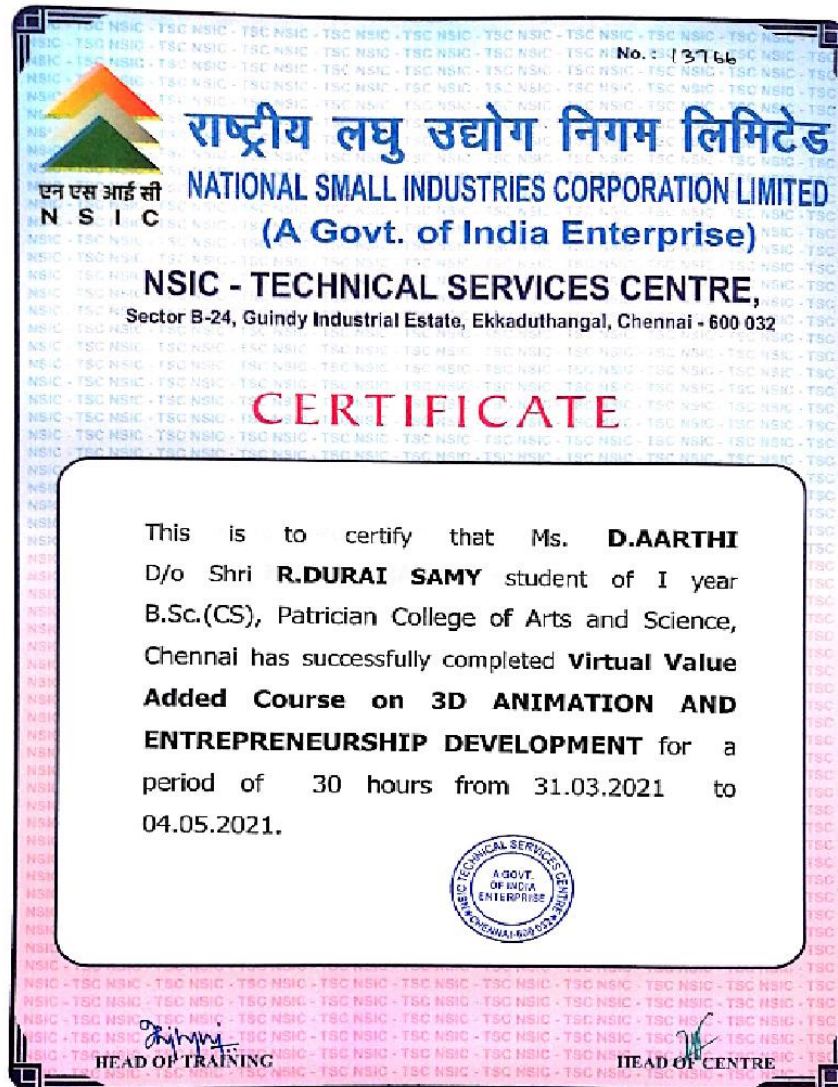 No.: 13766
राष्ट्रीय लघु उद्योग निगम लिमिटेड
एन एस आई सी
N S I C
NATIONAL SMALL INDUSTRIES CORPORATION LIMITED
(A Govt. of India Enterprise)
NSIC - TECHNICAL SERVICES CENTRE,
Sector B-24, Guindy Industrial Estate, Ekkaduthangal, Chennai - 600 032
CERTIFICATE
This is to certify that Ms. D.AARTHI
D/o Shri R.DURAI SAMY student of I year
B.Sc.(CS), Patrician College of Arts and Science,
Chennai has successfully completed Virtual Value
Added Course on 3D ANIMATION AND
ENTREPRENEURSHIP DEVELOPMENT for a
period of 30 hours from 31.03.2021 to
04.05.2021.
NSIC TECHNICAL SERVICES CENTRE
A GOVT.
OF INDIA
ENTERPRISE
CHENNAI-600 032
HEAD OF TRAINING
HEAD OF CENTRE